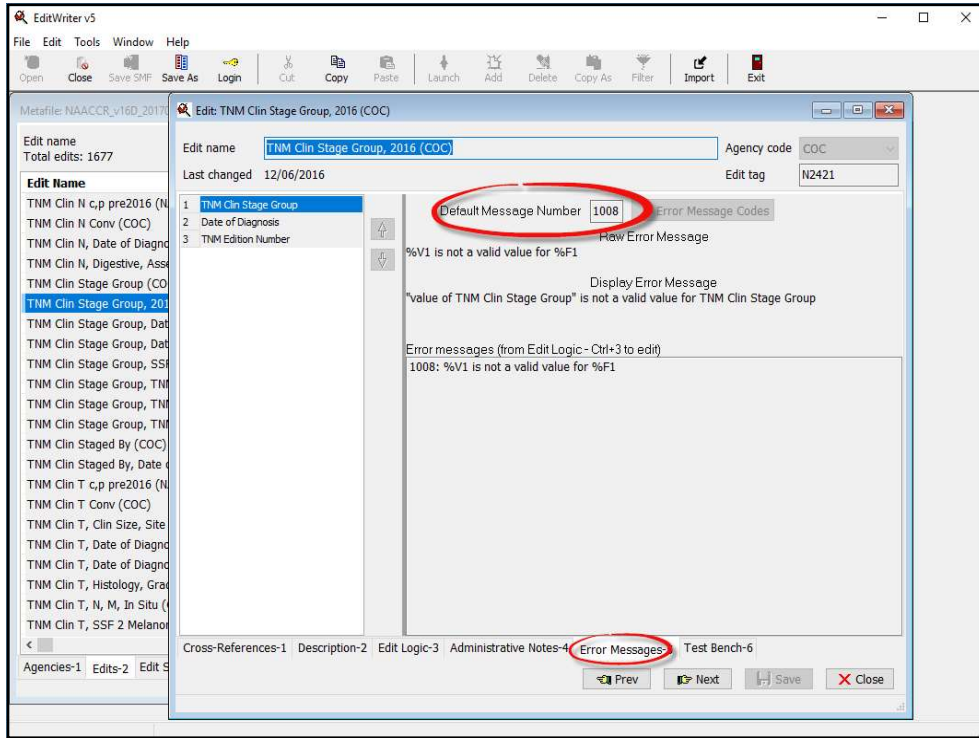 EditWriter v5
File Edit Tools Window Help
Open Close Save SMF Save As Login Cut Copy Paste Launch Add Delete Copy As Filter Import Exit
Metafile: NAACCR_v16D_2017
Edit name
Total edits: 1677
Edit Name
TNM Clin N c,p pre2016 (N
TNM Clin N Conv (COC)
TNM Clin N, Date of Diagno
TNM Clin N, Digestive, Asse
TNM Clin Stage Group (CO
TNM Clin Stage Group, 201
TNM Clin Stage Group, Dat
TNM Clin Stage Group, Dat
TNM Clin Stage Group, SSF
TNM Clin Stage Group, TNM
TNM Clin Stage Group, TNM
TNM Clin Stage Group, TNM
TNM Clin Staged By (COC)
TNM Clin Staged By, Date
TNM Clin T c,p pre2016 (N
TNM Clin T Conv (COC)
TNM Clin T, Clin Size, Site
TNM Clin T, Date of Diagno
TNM Clin T, Date of Diagno
TNM Clin T, Histology, Grad
TNM Clin T, N, M, In Situ (
TNM Clin T, SSF 2 Melanor
Agencies-1 Edits-2 Edit S
Edit: TNM Clin Stage Group, 2016 (COC)
Edit name TNM Clin Stage Group, 2016 (COC) Agency code COC
Last changed 12/06/2016 Edit tag N2421
1 TNM Clin Stage Group
2 Date of Diagnosis
3 TNM Edition Number
Default Message Number 1008 Error Message Codes
Raw Error Message
%V1 is not a valid value for %F1
Display Error Message
"value of TNM Clin Stage Group" is not a valid value for TNM Clin Stage Group
Error messages (from Edit Logic - Ctrl+3 to edit)
1008: %V1 is not a valid value for %F1
Cross-References-1 Description-2 Edit Logic-3 Administrative Notes-4 Error Messages-5 Test Bench-6
Prev Next Save Close